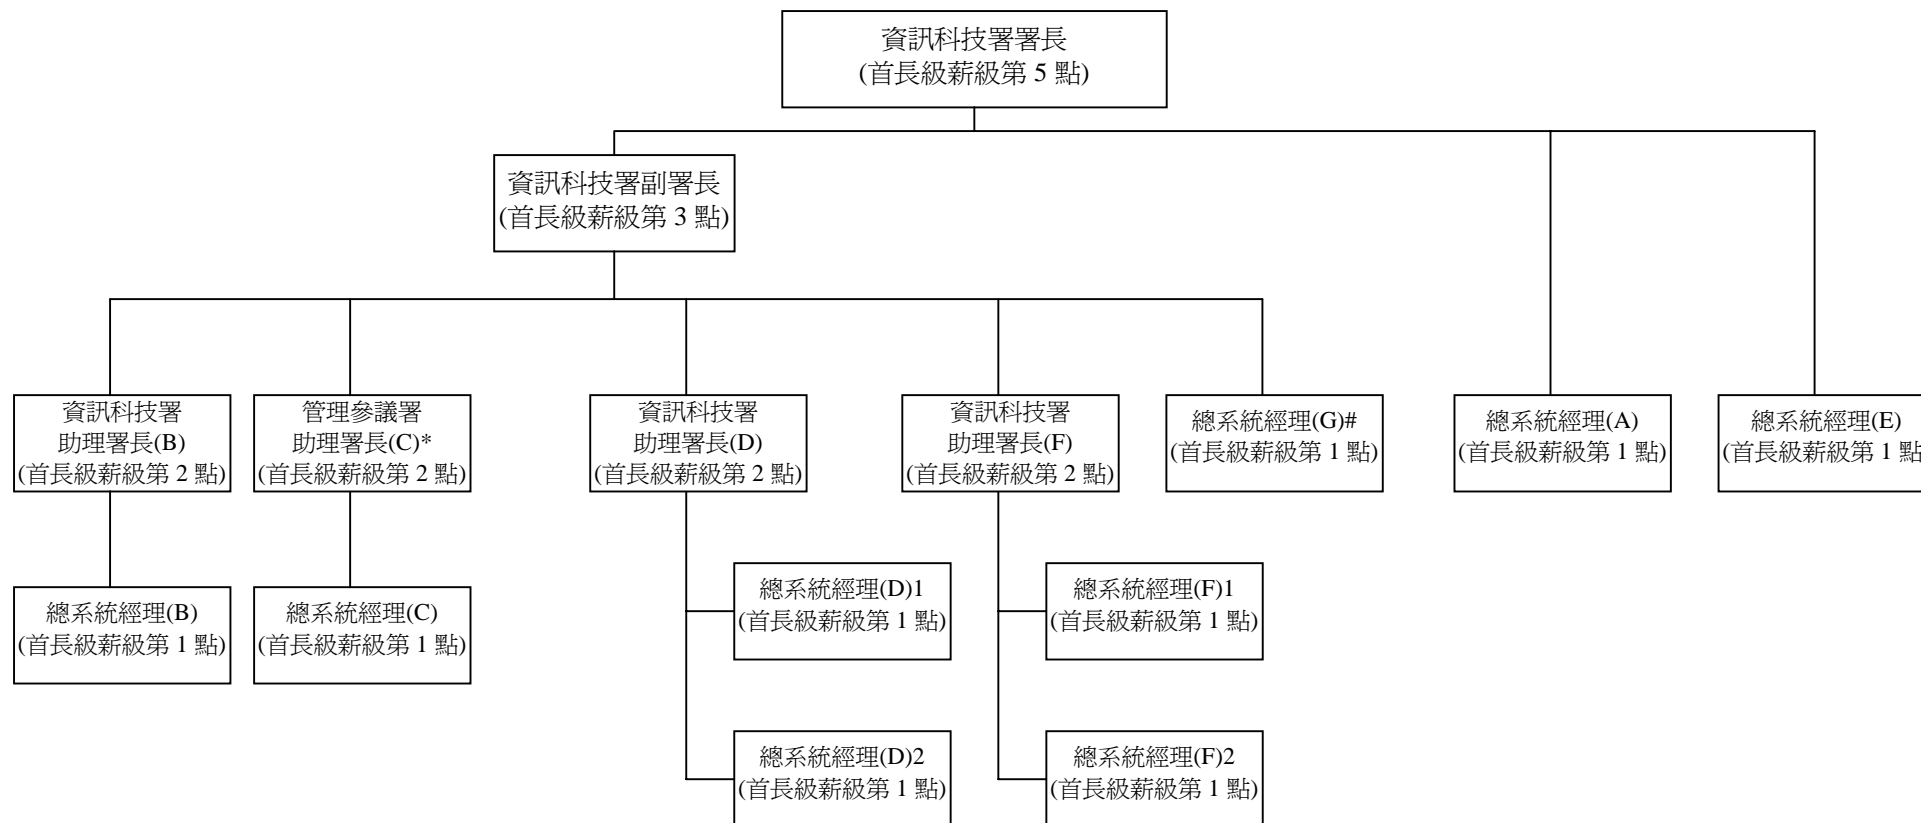 資訊科技署署長
(首長級薪級第 5 點)
資訊科技署副署長
(首長級薪級第 3 點)
資訊科技署
助理署長(B)
(首長級薪級第 2 點)
管理參議署
助理署長(C)*
(首長級薪級第 2 點)
資訊科技署
助理署長(D)
(首長級薪級第 2 點)
資訊科技署
助理署長(F)
(首長級薪級第 2 點)
總系統經理(G)#
(首長級薪級第 1 點)
總系統經理(A)
(首長級薪級第 1 點)
總系統經理(E)
(首長級薪級第 1 點
總系統經理(B)
(首長級薪級第 1 點)
總系統經理(C)
(首長級薪級第 1 點)
總系統經理(D)1
(首長級薪級第 1 點)
總系統經理(F)1
(首長級薪級第 1 點)
總系統經理(D)2
(首長級薪級第 1 點)
總系統經理(F)2
(首長級薪級第 1 點)